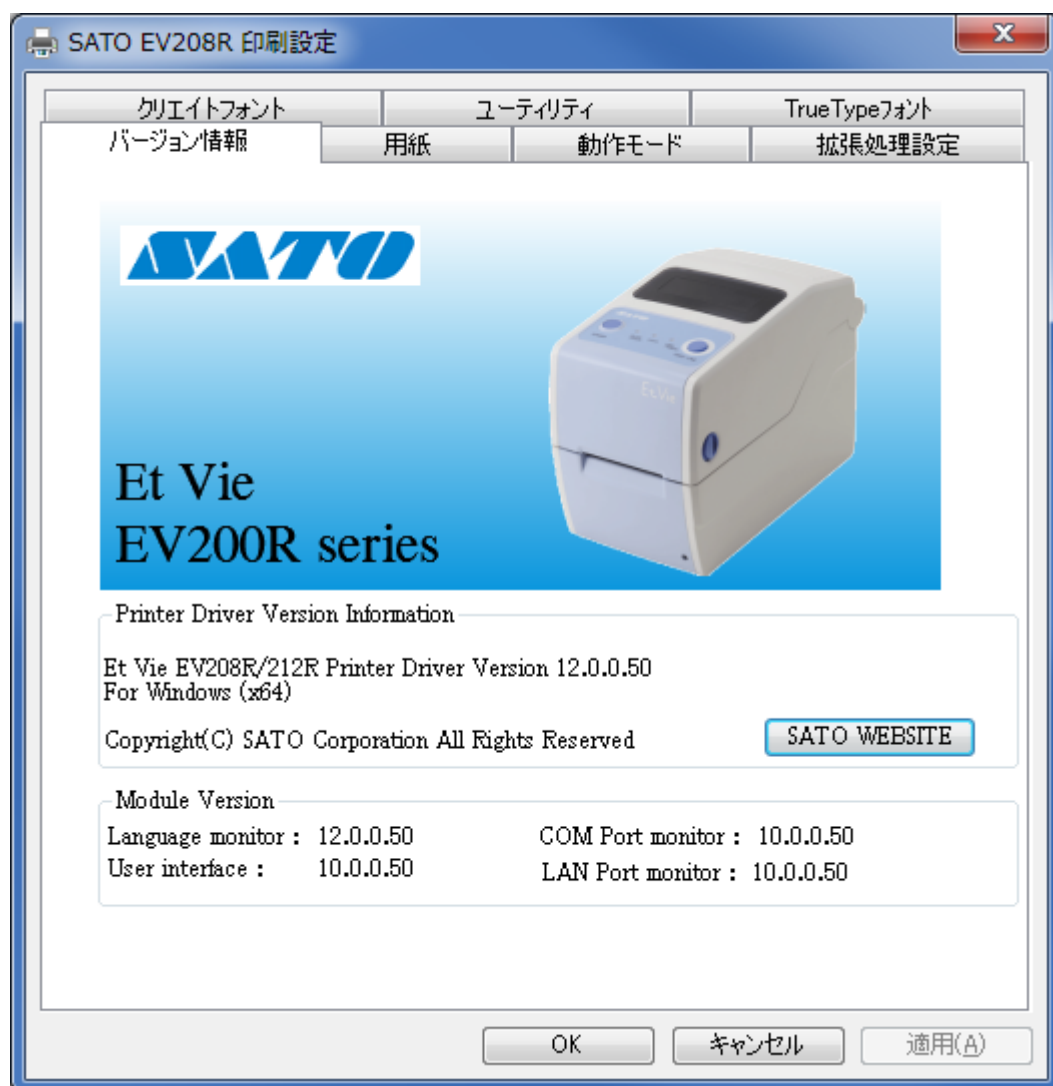 SATO EV208R 印刷設定
クリエイトフォント ユーティリティ TrueTypeフォント
バージョン情報 用紙 動作モード 拡張処理設定
SATO
Et Vie
Et Vie
EV200R series
Printer Driver Version Information
Et Vie EV208R/212R Printer Driver Version 12.0.0.50
For Windows (x64)
Copyright(C) SATO Corporation All Rights Reserved SATO WEBSITE
Module Version
Language monitor : 12.0.0.50 COM Port monitor : 10.0.0.50
User interface : 10.0.0.50 LAN Port monitor : 10.0.0.50
OK キャンセル 適用(A)